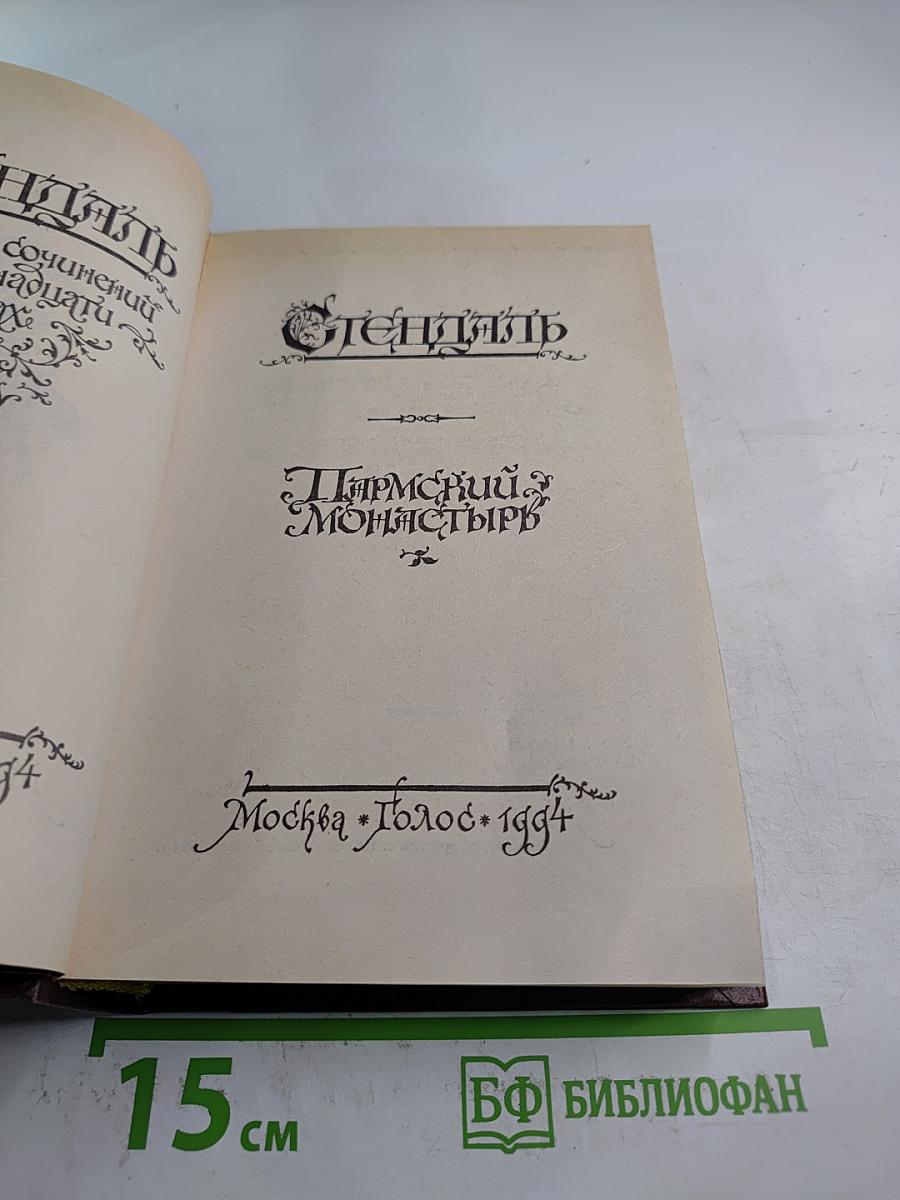 сочинений
Стендаль
Пармский
монастырь
Москва * Голос * 1994
15 см
БФ БИБЛИОФАН